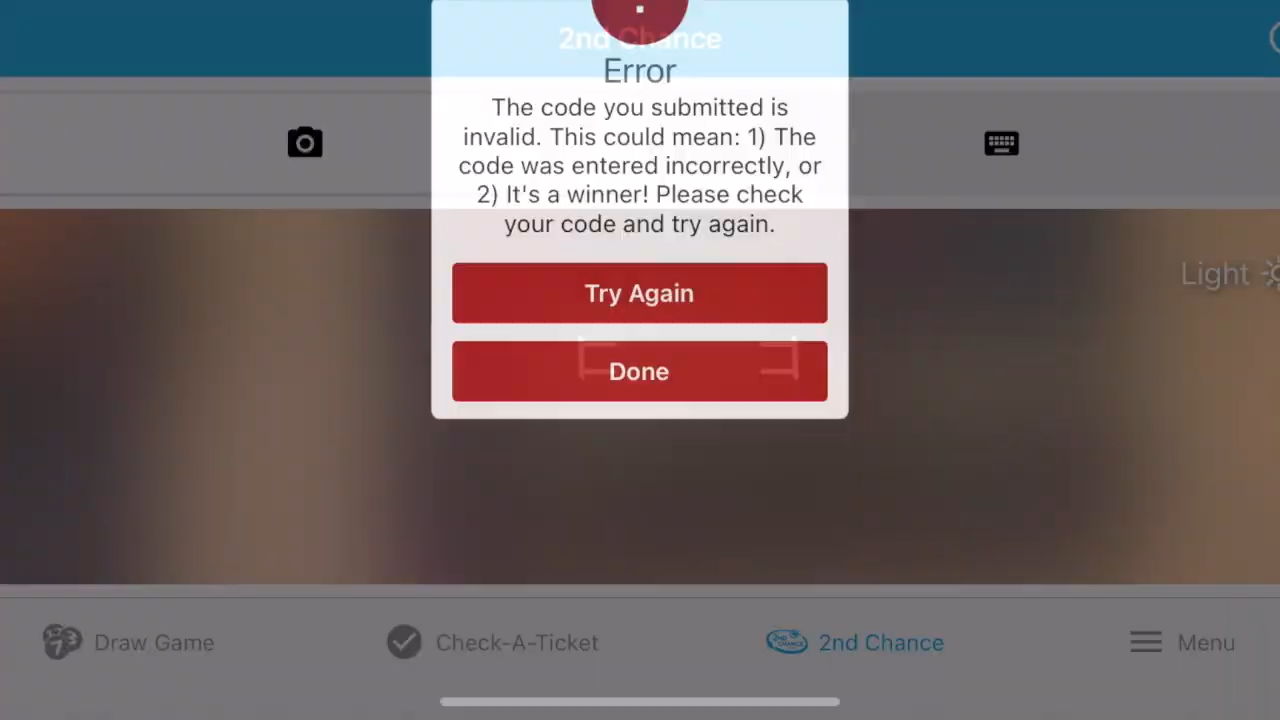 2nd Chance
Error
The code you submitted is
invalid. This could mean: 1) The
code was entered incorrectly, or
2) It's a winner! Please check
your code and try again.
Light
Try Again
Done
Draw Game
Check-A-Ticket
2nd Chance
Menu